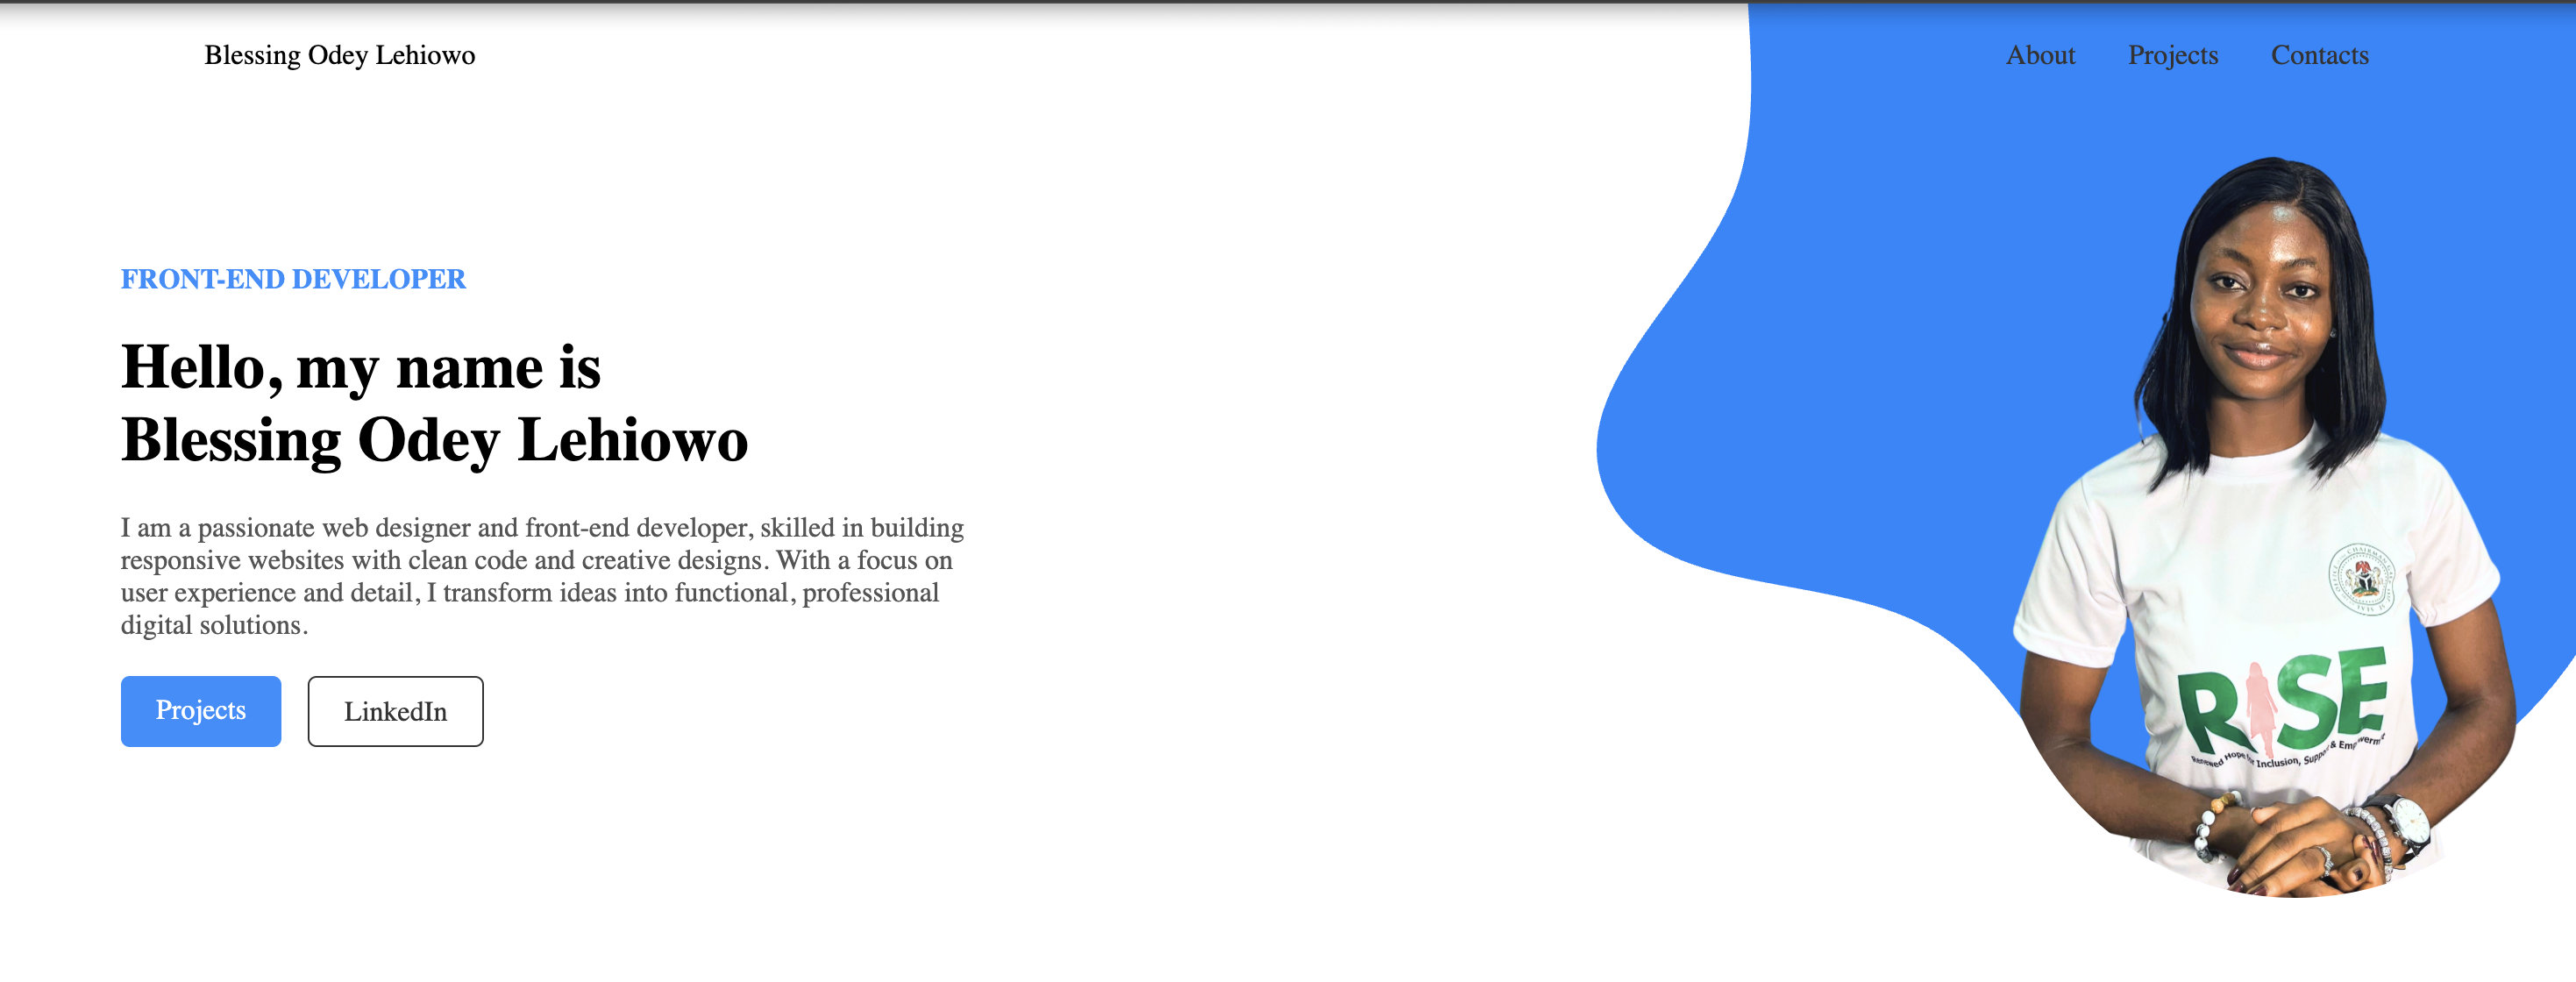 Blessing Odey Lehiowo
About Projects Contacts
FRONT-END DEVELOPER
Hello, my name is
Blessing Odey Lehiowo
I am a passionate web designer and front-end developer, skilled in building
responsive websites with clean code and creative designs. With a focus on
user experience and detail, I transform ideas into functional, professional
digital solutions.
Projects LinkedIn
CHAIRMAN
RISE
Renewed Hope for Inclusion, Support & Empowerment